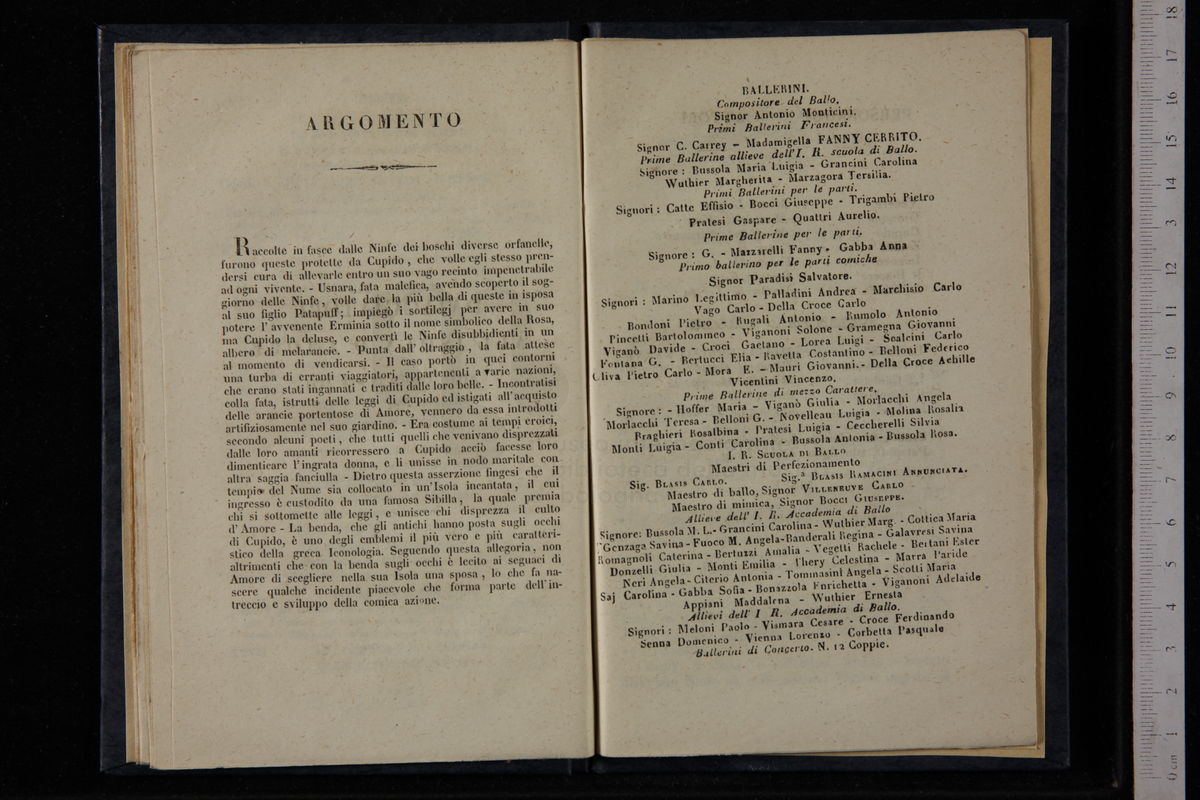 ARGOMENTO
Raccolte in fasce dalle Ninfe dei boschi diverse orfanelle,
furono queste protette da Cupido, che volle egli stesso pren-
dersi cura di allevarle entro un suo vago recinto impenetrabile
ad ogni vivente. - Usnara, fata malefica, avendo scoperto il sog-
giorno delle Ninfe, volle dare la più bella di queste in isposa
al suo figlio Patapuff; impiegò i sortilegj per avere in suo
potere l'avvenente Erminia sotto il nome simbolico della Rosa,
ma Cupido la deluse, e convertì le Ninfe disubbidienti in un
albero di melarancie. - Punta dall'oltraggio, la fata attese
al momento di vendicarsi. - Il caso portò in quei contorni
una turba di erranti viaggiatori, appartenenti a varie nazioni,
che erano stati ingannati e traditi dalle loro belle. - Incontratisi
colla fata, istrutti delle leggi di Cupido ed istigati all'acquisto
delle arancie portentose di Amore, vennero da essa introdotti
artifiziosamente nel suo giardino. - Era costume ai tempi eroici,
secondo alcuni poeti, che tutti quelli che venivano disprezzati
dalle loro amanti ricorressero a Cupido acciò facesse loro
dimenticare l'ingrata donna, e li unisse in nodo maritale con
altra saggia fanciulla - Dietro questa asserzione fingesi che il
tempio del Nume sia collocato in un'Isola incantata, il cui
ingresso è custodito da una famosa Sibilla, la quale premia
chi si sottomette alle leggi, e unisce chi disprezza il culto
d'Amore - La benda, che gli antichi hanno posta sugli occhi
di Cupido, è uno degli emblemi il più vero e più caratteri-
stico della greca Iconologia. Seguendo questa allegoria, non
altrimenti che con la benda sugli occhi è lecito ai seguaci di
Amore di scegliere nella sua Isola una sposa, lo che fa na-
scere qualche incidente piacevole che forma parte dell'in-
treccio e sviluppo della comica azione.
BALLERINI.
Compositore del Ballo.
Signor Antonio Monticini.
Primi Ballerini Francesi.
Signor C. Carrey - Madamigella FANNY CERRITO.
Prime Ballerine allieve dell'I. R. scuola di Ballo.
Signore: Bussola Maria Luigia - Grancini Carolina
Wuthier Margherita - Marzagora Tersilia.
Primi Ballerini per le parti.
Signori: Catte Effisio - Bocci Giuseppe - Trigambi Pietro
Pratesi Gaspare - Quattri Aurelio.
Prime Ballerine per le parti.
Signore: G. - Mazzarelli Fanny - Gabba Anna
Primo ballerino per le parti comiche
Signor Paradisi Salvatore.
Signori: Marino Legittimo - Palladini Andrea - Marchisio Carlo
Vago Carlo - Della Croce Carlo
Bondoni Pietro - Rugali Antonio - Rumolo Antonio
Pincetti Bartolommeo - Viganoni Solone - Gramegna Giovanni
Viganò Davide - Croci Gaetano - Lorea Luigi - Scalcini Carlo
Fontana G. - Bertucci Elia - Ravetta Costantino - Belloni Federico
Oliva Pietro Carlo - Mora E. - Mauri Giovanni. - Della Croce Achille
Vicentini Vincenzo.
Prime Ballerine di mezzo Carattere.
Signore: - Hoffer Maria - Viganò Giulia - Morlacchi Angela
Morlacchi Teresa - Belloni G. - Novelleau Luigia - Molina Rosalia
Braghieri Rosalbina - Pratesi Luigia - Ceccherelli Silvia
Monti Luigia - Conti Carolina - Bussola Antonia - Bussola Rosa.
I. R. SCUOLA DI BALLO
Maestri di Perfezionamento
Sig. BLASIS CARLO. Sig.a BLASIS RAMACINI ANNUNCIATA.
Maestro di ballo, Signor VILLENEUVE CARLO
Maestro di mimica, Signor BOCCI GIUSEPPE.
Allieve dell'I. R. Accademia di Ballo
Signore: Bussola M. L. - Grancini Carolina - Wuthier Marg. - Cottica Maria
Gonzaga Savina - Fuoco M. Angela - Banderali Regina - Galavresi Savina
Romagnoli Caterina - Bertuzzi Amalia - Vegetti Rachele - Bertani Ester
Donzelli Giulia - Monti Emilia - Thery Celestina - Marra Paride
Neri Angela - Citerio Antonia - Tommasini Angela - Scotti Maria
Saj Carolina - Gabba Sofia - Bonazzola Enrichetta - Viganoni Adelaide
Appiani Maddalena - Wuthier Ernesta
Allievi dell'I R. Accademia di Ballo.
Signori: Meloni Paolo - Vismara Cesare - Croce Ferdinando
Senna Domenico - Vienna Lorenzo - Corbetta Pasquale
Ballerini di Concerto. N. 12 Coppie.
0 cm 1 2 3 4 5 6 7 8 9 10 11 12 3 14 15 16 17 18